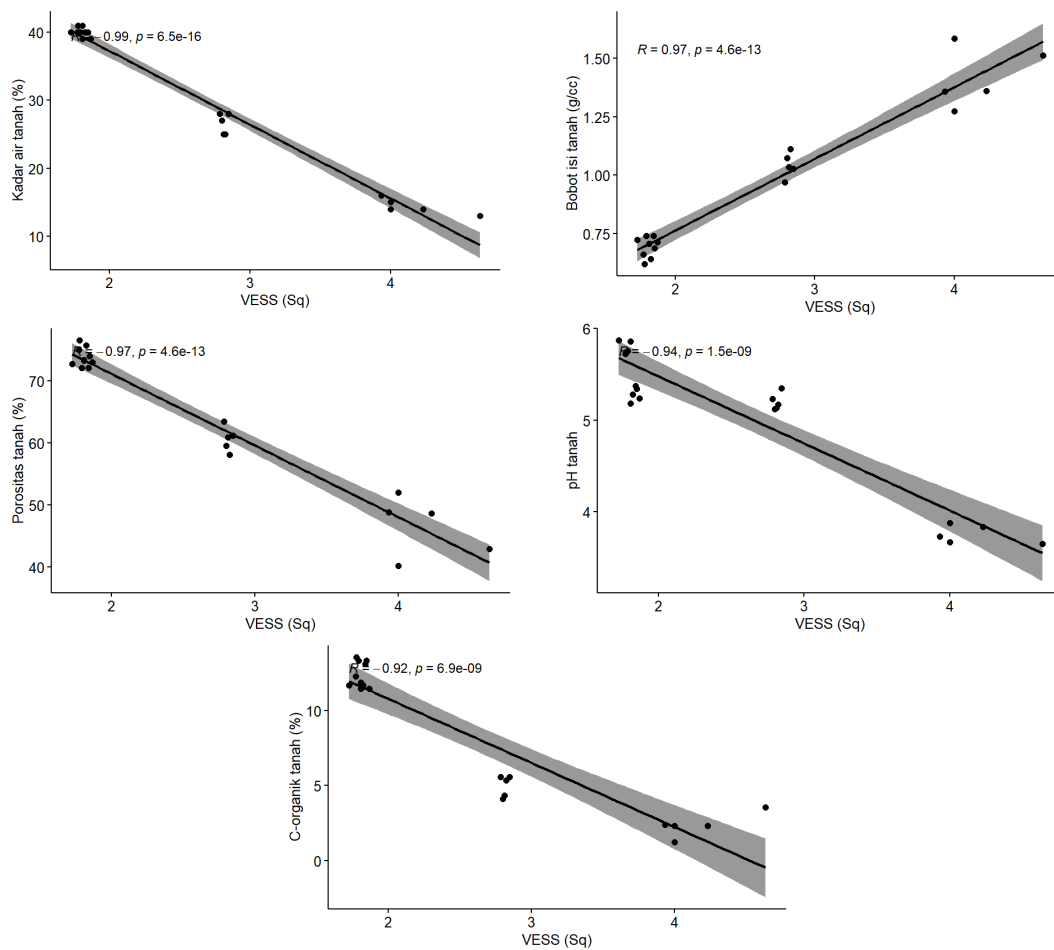 R = −0.99, p = 6.5e-16
40
30
20
10
Kadar air tanah (%)
2 3 4
VESS (Sq)
R = 0.97, p = 4.6e-13
1.50
1.25
1.00
0.75
Bobot isi tanah (g/cc)
2 3 4
VESS (Sq)
R = −0.97, p = 4.6e-13
70
60
50
40
Porositas tanah (%)
2 3 4
VESS (Sq)
6
R = −0.94, p = 1.5e-09
5
4
pH tanah
2 3 4
VESS (Sq)
R = −0.92, p = 6.9e-09
10
5
0
C-organik tanah (%)
2 3 4
VESS (Sq)